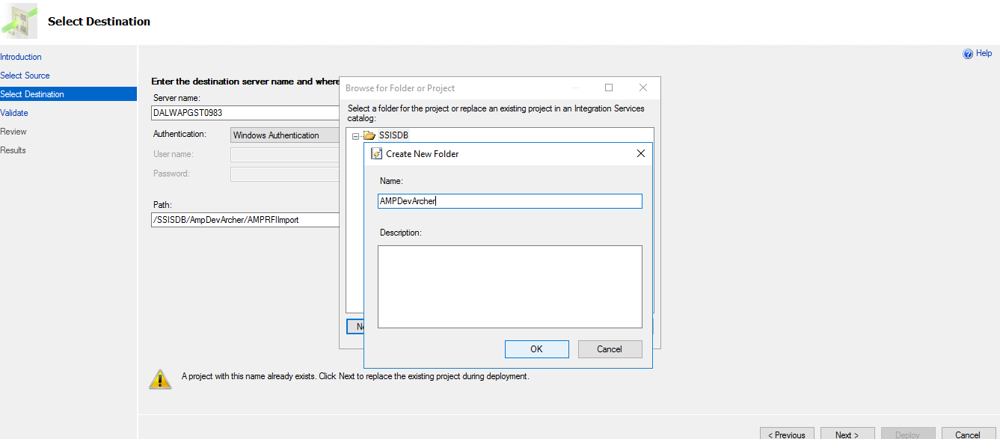 Select Destination
Help
Introduction
Select Source
Select Destination
Validate
Review
Results
Enter the destination server name and where
Server name:
DALWAPGST0983
Authentication:
Windows Authentication
User name:
Password:
Path:
/SSISDB/AmpDevArcher/AMPRFIImport
Browse for Folder or Project
Select a folder for the project or replace an existing project in an Integration Services
catalog:
SSISDB
Create New Folder
Name:
AMPDevArcher
Description:
OK
Cancel
A project with this name already exists. Click Next to replace the existing project during deployment.
< Previous
Next >
Deploy
Cancel